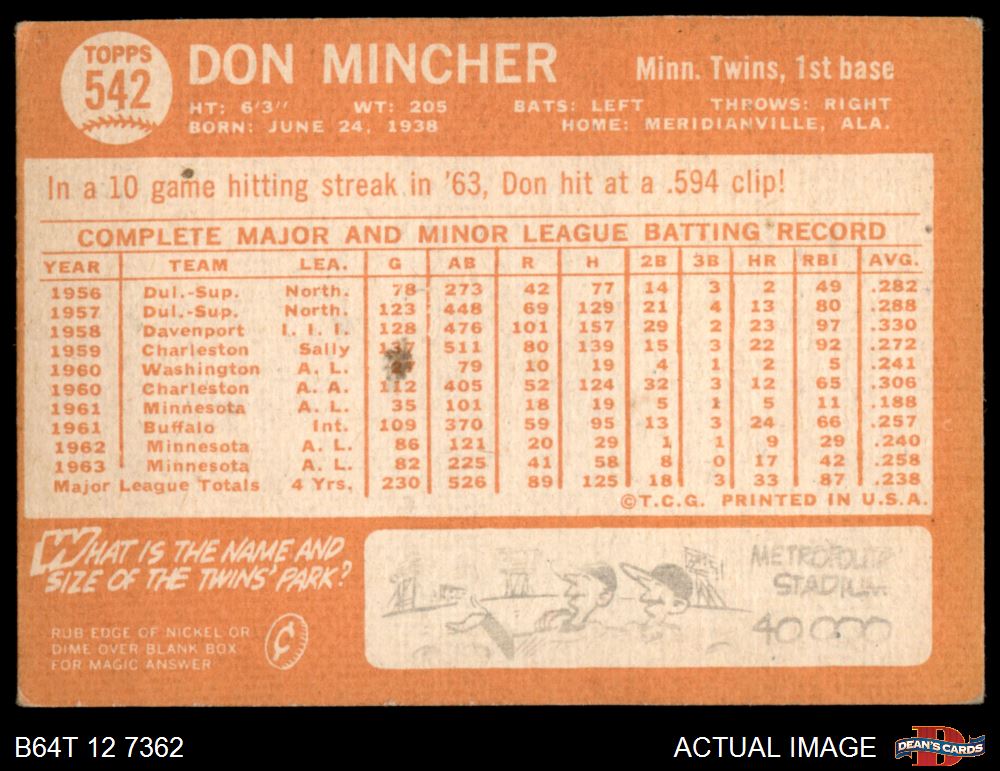 TOPPS
542
DON MINCHER
Minn. Twins, 1st base
HT: 6'3" WT: 205 BATS: LEFT THROWS: RIGHT
BORN: JUNE 24, 1938 HOME: MERIDIANVILLE, ALA.
In a 10 game hitting streak in '63, Don hit at a .594 clip!
COMPLETE MAJOR AND MINOR LEAGUE BATTING RECORD
YEAR TEAM LEA. G AB R H 2B 3B HR RBI AVG.
1956 Dul.-Sup. North. 78 273 42 77 14 3 2 49 .282
1957 Dul.-Sup. North. 123 448 69 129 21 4 13 80 .288
1958 Davenport I. I. I. 128 476 101 157 29 2 23 97 .330
1959 Charleston Sally 511 80 139 15 3 22 92 .272
1960 Washington A. L. 79 10 19 4 1 2 5 .241
1960 Charleston A. A. 112 405 52 124 32 3 12 65 .306
1961 Minnesota A. L. 35 101 18 19 5 1 5 11 .188
1961 Buffalo Int. 109 370 59 95 13 3 24 66 .257
1962 Minnesota A. L. 86 121 20 29 1 1 9 29 .240
1963 Minnesota A. L. 82 225 41 58 8 0 17 42 .258
Major League Totals 4 Yrs. 230 526 89 125 18 3 33 87 .238
©T.C.G. PRINTED IN U.S.A.
WHAT IS THE NAME AND
SIZE OF THE TWINS' PARK?
RUB EDGE OF NICKEL OR
DIME OVER BLANK BOX
FOR MAGIC ANSWER
¢
METROPOLITAN
STADIUM
40000
B64T 12 7362
ACTUAL IMAGE
D
DEAN'S CARDS